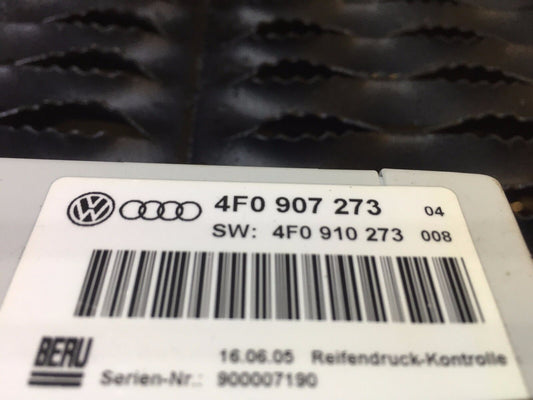 4F0 907 273 04
SW: 4F0 910 273 008
BERU
16.06.05 Reifendruck-Kontrolle
Serien-Nr.: 900007190